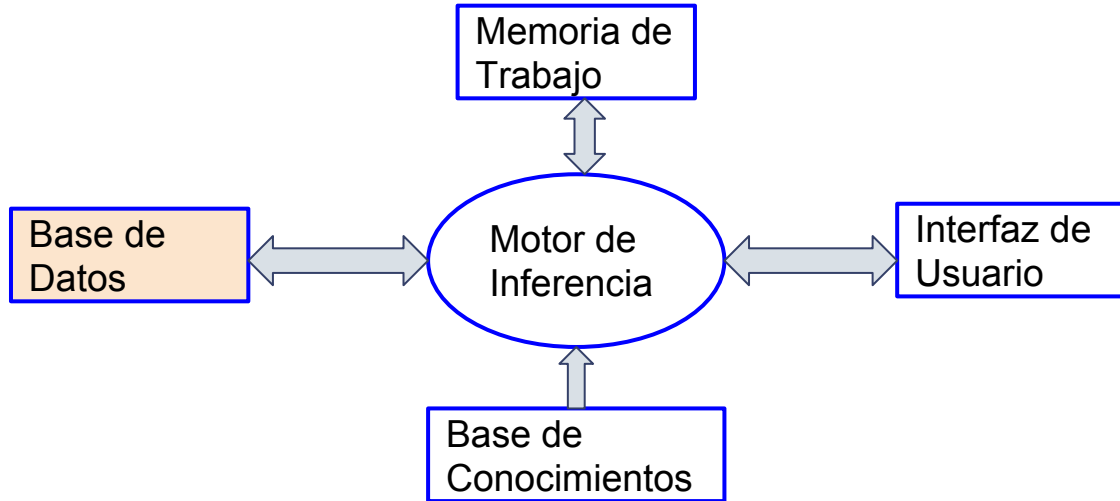 Memoria de
Trabajo
Base de
Datos
Motor de
Inferencia
Interfaz de
Usuario
Base de
Conocimientos